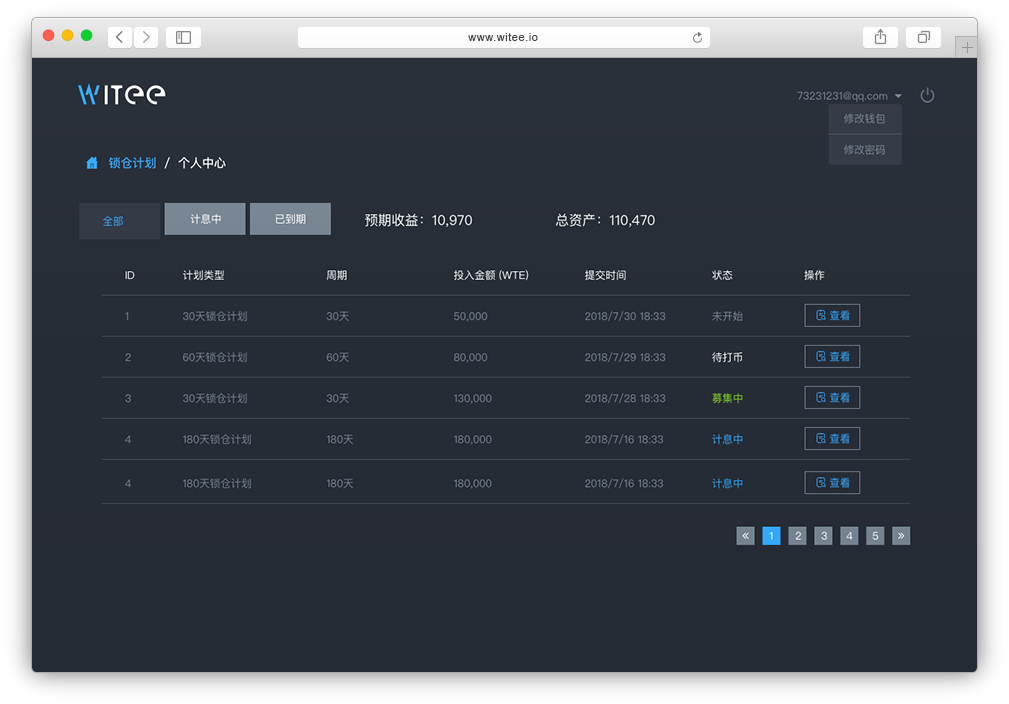 www.witee.io
WITEE
73231231@qq.com
修改钱包
修改密码
锁仓计划 / 个人中心
全部 计息中 已到期 预期收益：10,970 总资产：110,470
ID 计划类型 周期 投入金额 (WTE) 提交时间 状态 操作
1 30天锁仓计划 30天 50,000 2018/7/30 18:33 未开始 查看
2 60天锁仓计划 60天 80,000 2018/7/29 18:33 待打币 查看
3 30天锁仓计划 30天 130,000 2018/7/28 18:33 募集中 查看
4 180天锁仓计划 180天 180,000 2018/7/16 18:33 计息中 查看
4 180天锁仓计划 180天 180,000 2018/7/16 18:33 计息中 查看
« 1 2 3 4 5 »